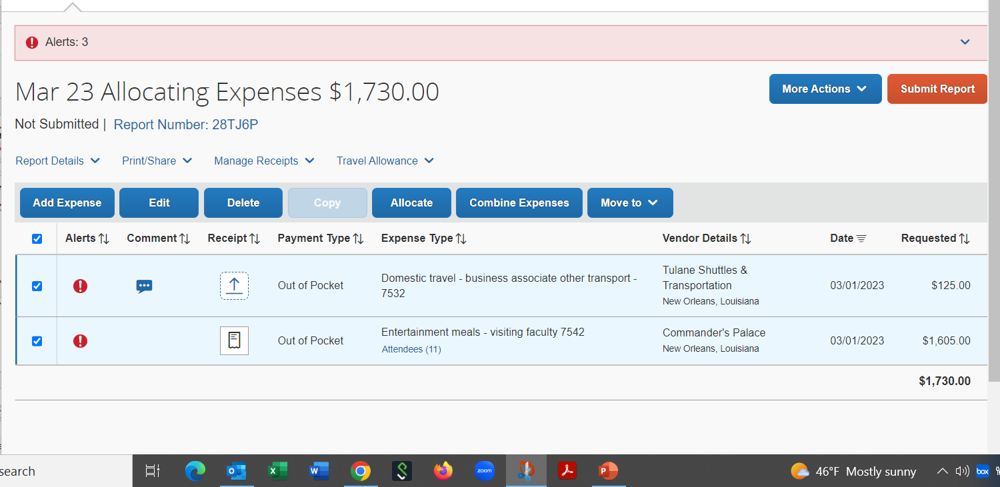 Alerts: 3
Mar 23 Allocating Expenses $1,730.00
More Actions
Submit Report
Not Submitted | Report Number: 28TJ6P
Report Details
Print/Share
Manage Receipts
Travel Allowance
Add Expense
Edit
Delete
Copy
Allocate
Combine Expenses
Move to
Alerts
Comment
Receipt
Payment Type
Expense Type
Vendor Details
Date
Requested
Out of Pocket
Domestic travel - business associate other transport -
7532
Tulane Shuttles &
Transportation
New Orleans, Louisiana
03/01/2023
$125.00
Out of Pocket
Entertainment meals - visiting faculty 7542
Attendees (11)
Commander's Palace
New Orleans, Louisiana
03/01/2023
$1,605.00
$1,730.00
search
zoom
46°F Mostly sunny
box